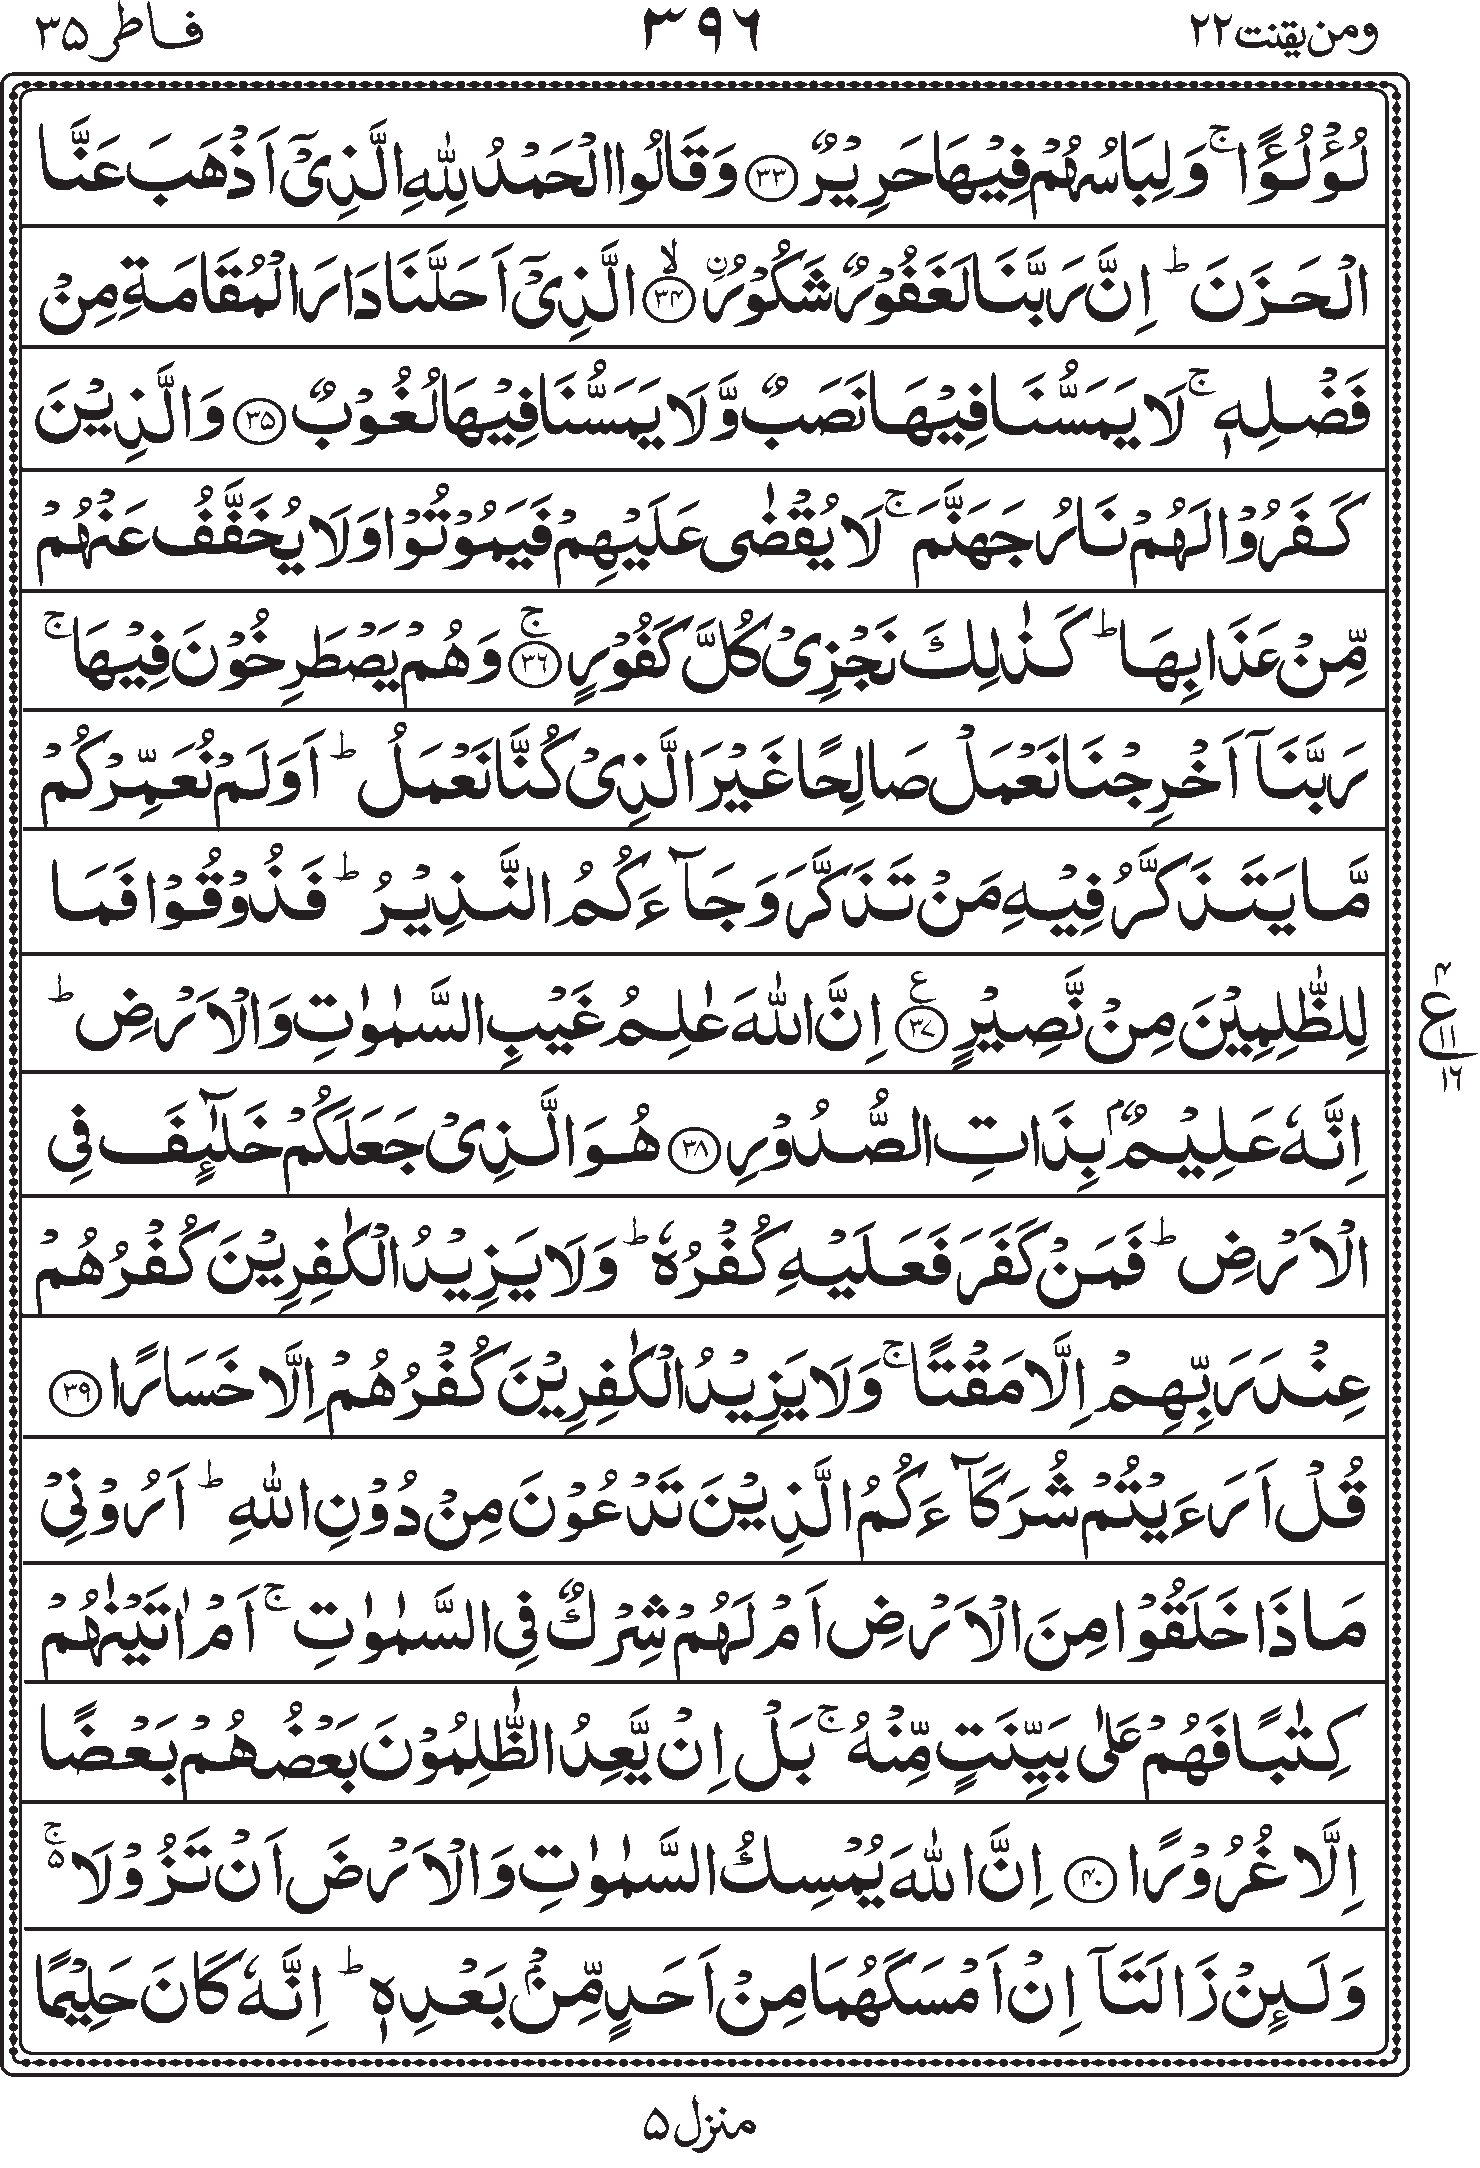 ومن یقنت ۲۲
۳۹۶
فاطر ۳۵
لُؤْلُؤًا ۚ وَلِبَاسُهُمْ فِيْهَا حَرِيْرٌ ﴿۳۳﴾ وَقَالُوا الْحَمْدُ لِلّٰهِ الَّذِيْۤ اَذْهَبَ عَنَّا
الْحَزَنَ ؕ اِنَّ رَبَّنَا لَغَفُوْرٌ شَكُوْرُۨ ۙ﴿۳۴﴾ الَّذِيْۤ اَحَلَّنَا دَارَ الْمُقَامَةِ مِنْ
فَضْلِهٖ ۚ لَا يَمَسُّنَا فِيْهَا نَصَبٌ وَّلَا يَمَسُّنَا فِيْهَا لُغُوْبٌ ﴿۳۵﴾ وَالَّذِيْنَ
كَفَرُوْا لَهُمْ نَارُ جَهَنَّمَ ۚ لَا يُقْضٰى عَلَيْهِمْ فَيَمُوْتُوْا وَلَا يُخَفَّفُ عَنْهُمْ
مِّنْ عَذَابِهَا ؕ كَذٰلِكَ نَجْزِيْ كُلَّ كَفُوْرٍ ۚ﴿۳۶﴾ وَهُمْ يَصْطَرِخُوْنَ فِيْهَا ۚ
رَبَّنَاۤ اَخْرِجْنَا نَعْمَلْ صَالِحًا غَيْرَ الَّذِيْ كُنَّا نَعْمَلُ ؕ اَوَلَمْ نُعَمِّرْكُمْ
مَّا يَتَذَكَّرُ فِيْهِ مَنْ تَذَكَّرَ وَجَآءَكُمُ النَّذِيْرُ ؕ فَذُوْقُوْا فَمَا
لِلظّٰلِمِيْنَ مِنْ نَّصِيْرٍ ﴿۳۷﴾ ع اِنَّ اللّٰهَ عٰلِمُ غَيْبِ السَّمٰوٰتِ وَالْاَرْضِ ؕ
۴ ع ۱۱ ۱۶
اِنَّهٗ عَلِيْمٌۢ بِذَاتِ الصُّدُوْرِ ﴿۳۸﴾ هُوَ الَّذِيْ جَعَلَكُمْ خَلٰٓئِفَ فِي
الْاَرْضِ ؕ فَمَنْ كَفَرَ فَعَلَيْهِ كُفْرُهٗ ؕ وَلَا يَزِيْدُ الْكٰفِرِيْنَ كُفْرُهُمْ
عِنْدَ رَبِّهِمْ اِلَّا مَقْتًا ۚ وَلَا يَزِيْدُ الْكٰفِرِيْنَ كُفْرُهُمْ اِلَّا خَسَارًا ﴿۳۹﴾
قُلْ اَرَءَيْتُمْ شُرَكَآءَكُمُ الَّذِيْنَ تَدْعُوْنَ مِنْ دُوْنِ اللّٰهِ ؕ اَرُوْنِيْ
مَاذَا خَلَقُوْا مِنَ الْاَرْضِ اَمْ لَهُمْ شِرْكٌ فِي السَّمٰوٰتِ ۚ اَمْ اٰتَيْنٰهُمْ
كِتٰبًا فَهُمْ عَلٰى بَيِّنَتٍ مِّنْهُ ۚ بَلْ اِنْ يَّعِدُ الظّٰلِمُوْنَ بَعْضُهُمْ بَعْضًا
اِلَّا غُرُوْرًا ﴿۴۰﴾ اِنَّ اللّٰهَ يُمْسِكُ السَّمٰوٰتِ وَالْاَرْضَ اَنْ تَزُوْلَا ۚ۵
وَلَئِنْ زَالَتَاۤ اِنْ اَمْسَكَهُمَا مِنْ اَحَدٍ مِّنْۢ بَعْدِهٖ ؕ اِنَّهٗ كَانَ حَلِيْمًا
منزل ۵